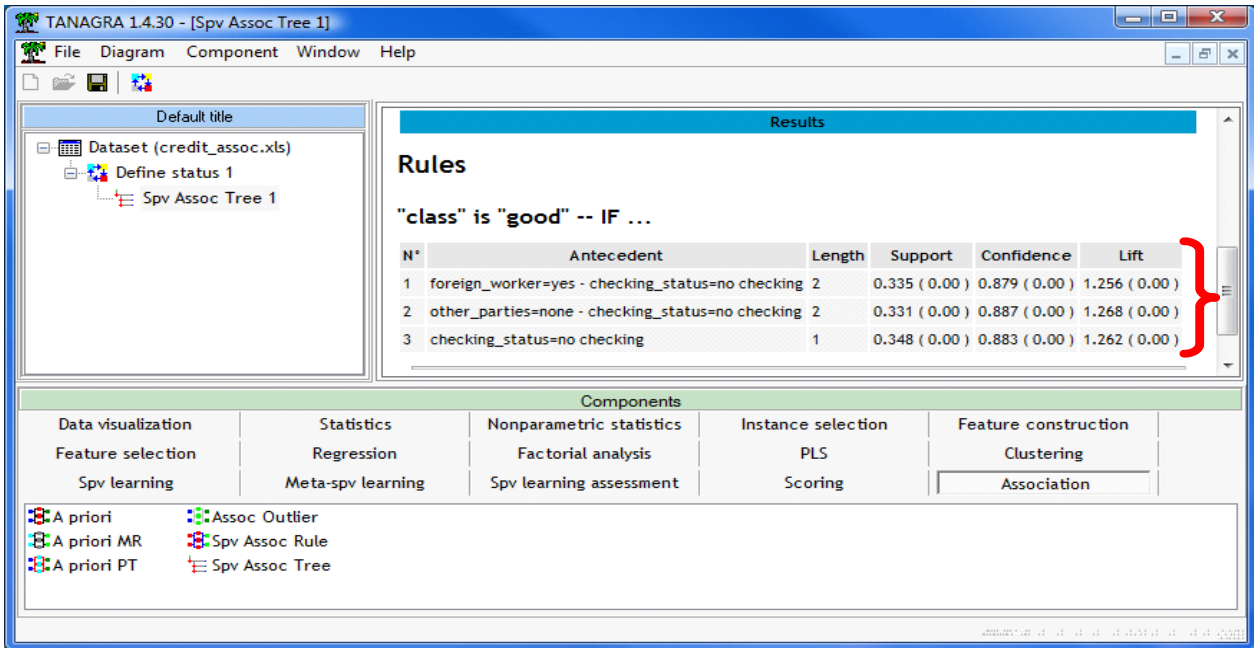 TANAGRA 1.4.30 - [Spv Assoc Tree 1]
File Diagram Component Window Help
Default title
Dataset (credit_assoc.xls)
Define status 1
Spv Assoc Tree 1
Results
Rules
"class" is "good" -- IF ...
N° Antecedent Length Support Confidence Lift
1 foreign_worker=yes - checking_status=no checking 2 0.335 ( 0.00 ) 0.879 ( 0.00 ) 1.256 ( 0.00 )
2 other_parties=none - checking_status=no checking 2 0.331 ( 0.00 ) 0.887 ( 0.00 ) 1.268 ( 0.00 )
3 checking_status=no checking 1 0.348 ( 0.00 ) 0.883 ( 0.00 ) 1.262 ( 0.00 )
Components
Data visualization Statistics Nonparametric statistics Instance selection Feature construction
Feature selection Regression Factorial analysis PLS Clustering
Spv learning Meta-spv learning Spv learning assessment Scoring Association
A priori Assoc Outlier
A priori MR Spv Assoc Rule
A priori PT Spv Assoc Tree